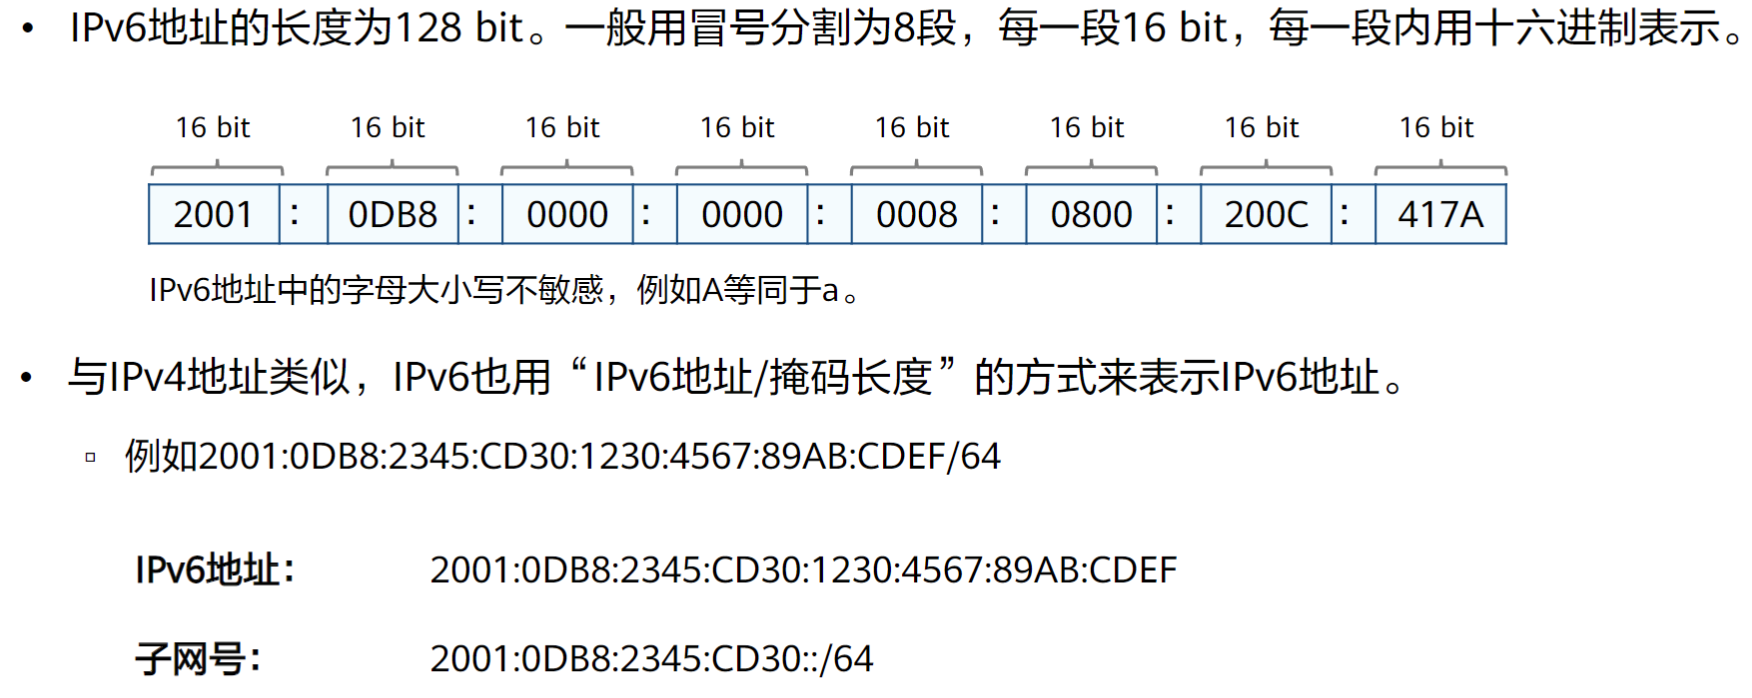 • IPv6地址的长度为128 bit。一般用冒号分割为8段，每一段16 bit，每一段内用十六进制表示。
16 bit 16 bit 16 bit 16 bit 16 bit 16 bit 16 bit 16 bit
2001 : 0DB8 : 0000 : 0000 : 0008 : 0800 : 200C : 417A
IPv6地址中的字母大小写不敏感，例如A等同于a。
• 与IPv4地址类似，IPv6也用“IPv6地址/掩码长度”的方式来表示IPv6地址。
▫ 例如2001:0DB8:2345:CD30:1230:4567:89AB:CDEF/64
IPv6地址： 2001:0DB8:2345:CD30:1230:4567:89AB:CDEF
子网号： 2001:0DB8:2345:CD30::/64